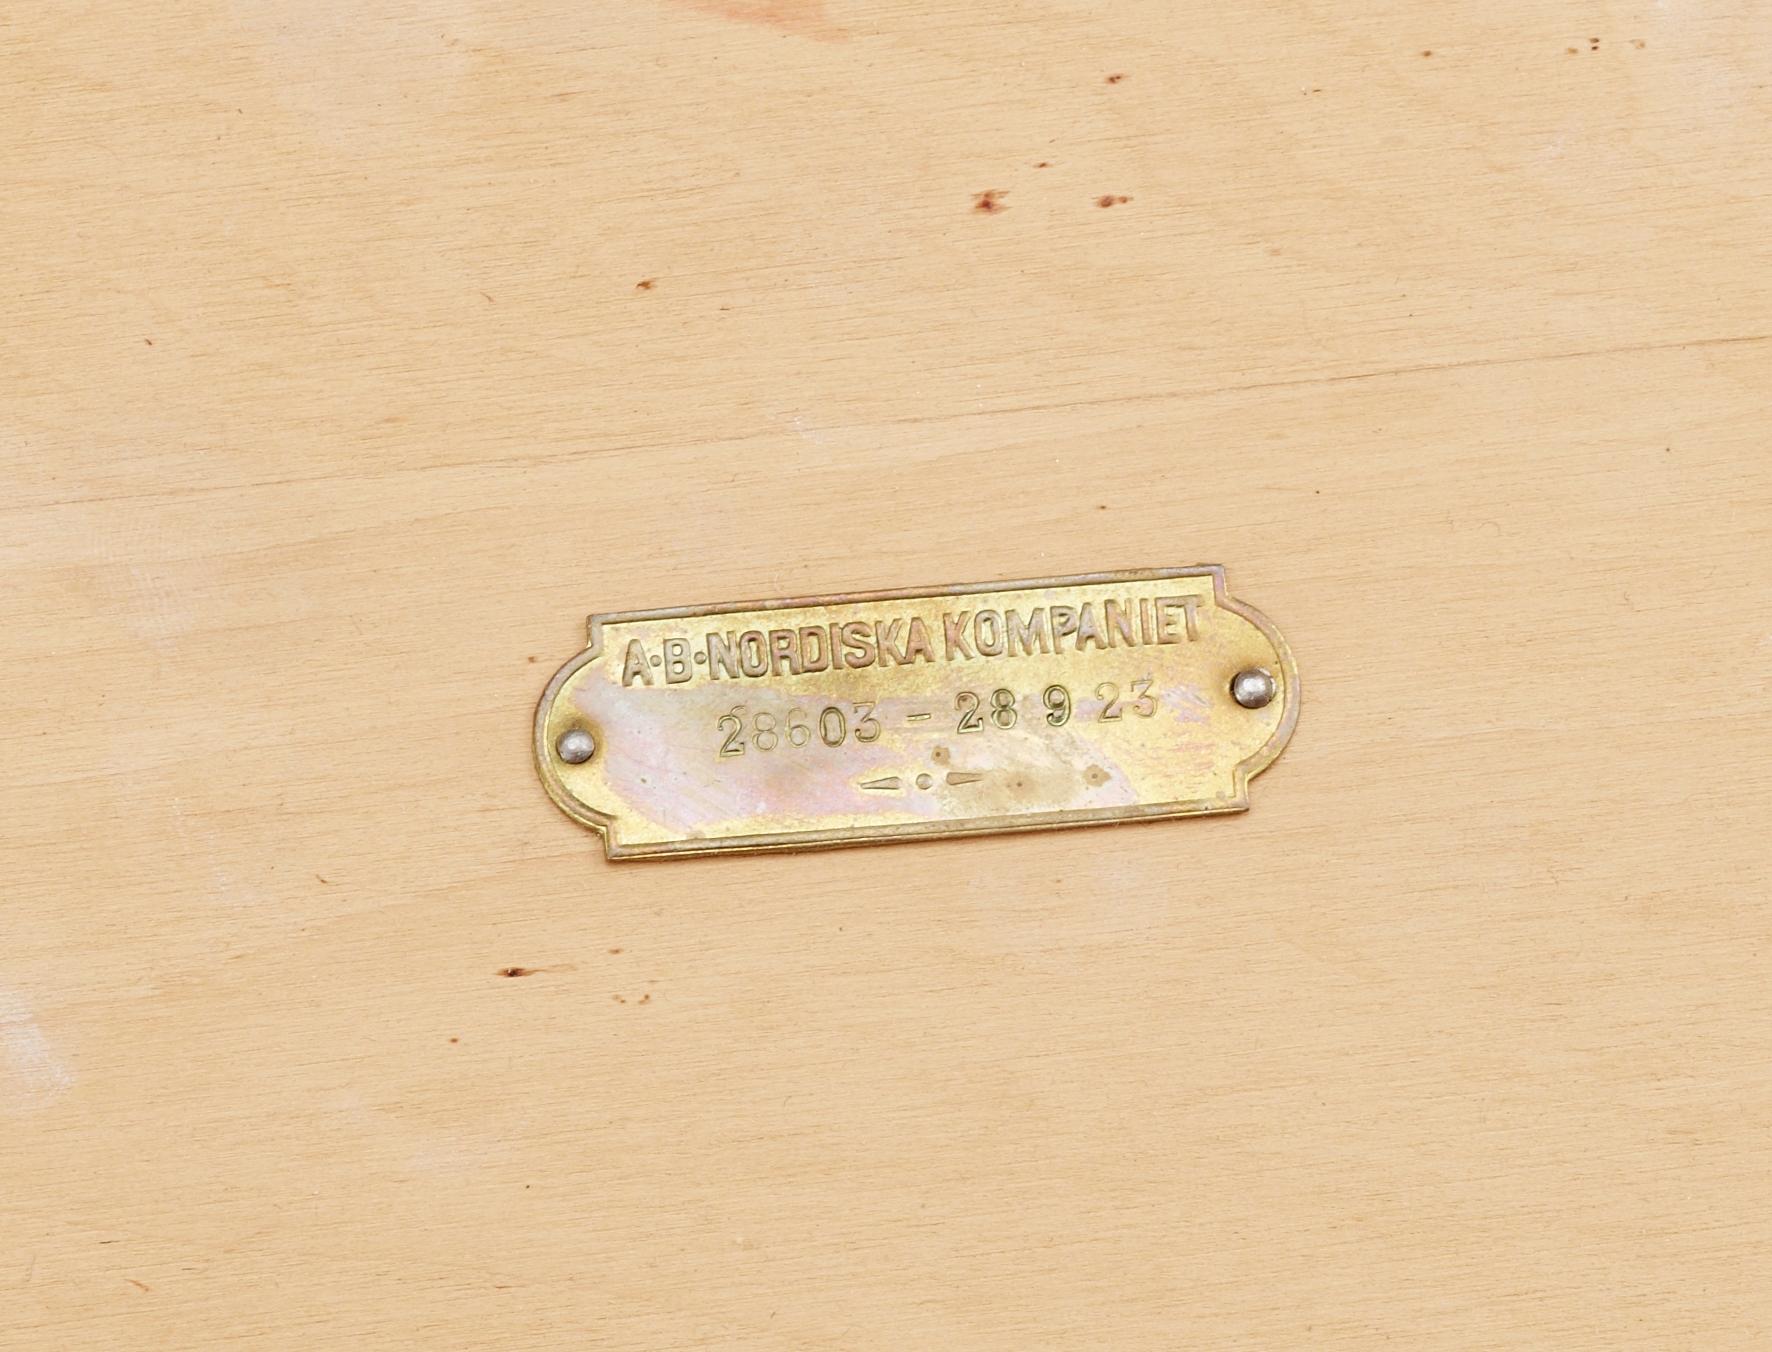 A·B·NORDISKA KOMPANIET
28603 - 28 9 23